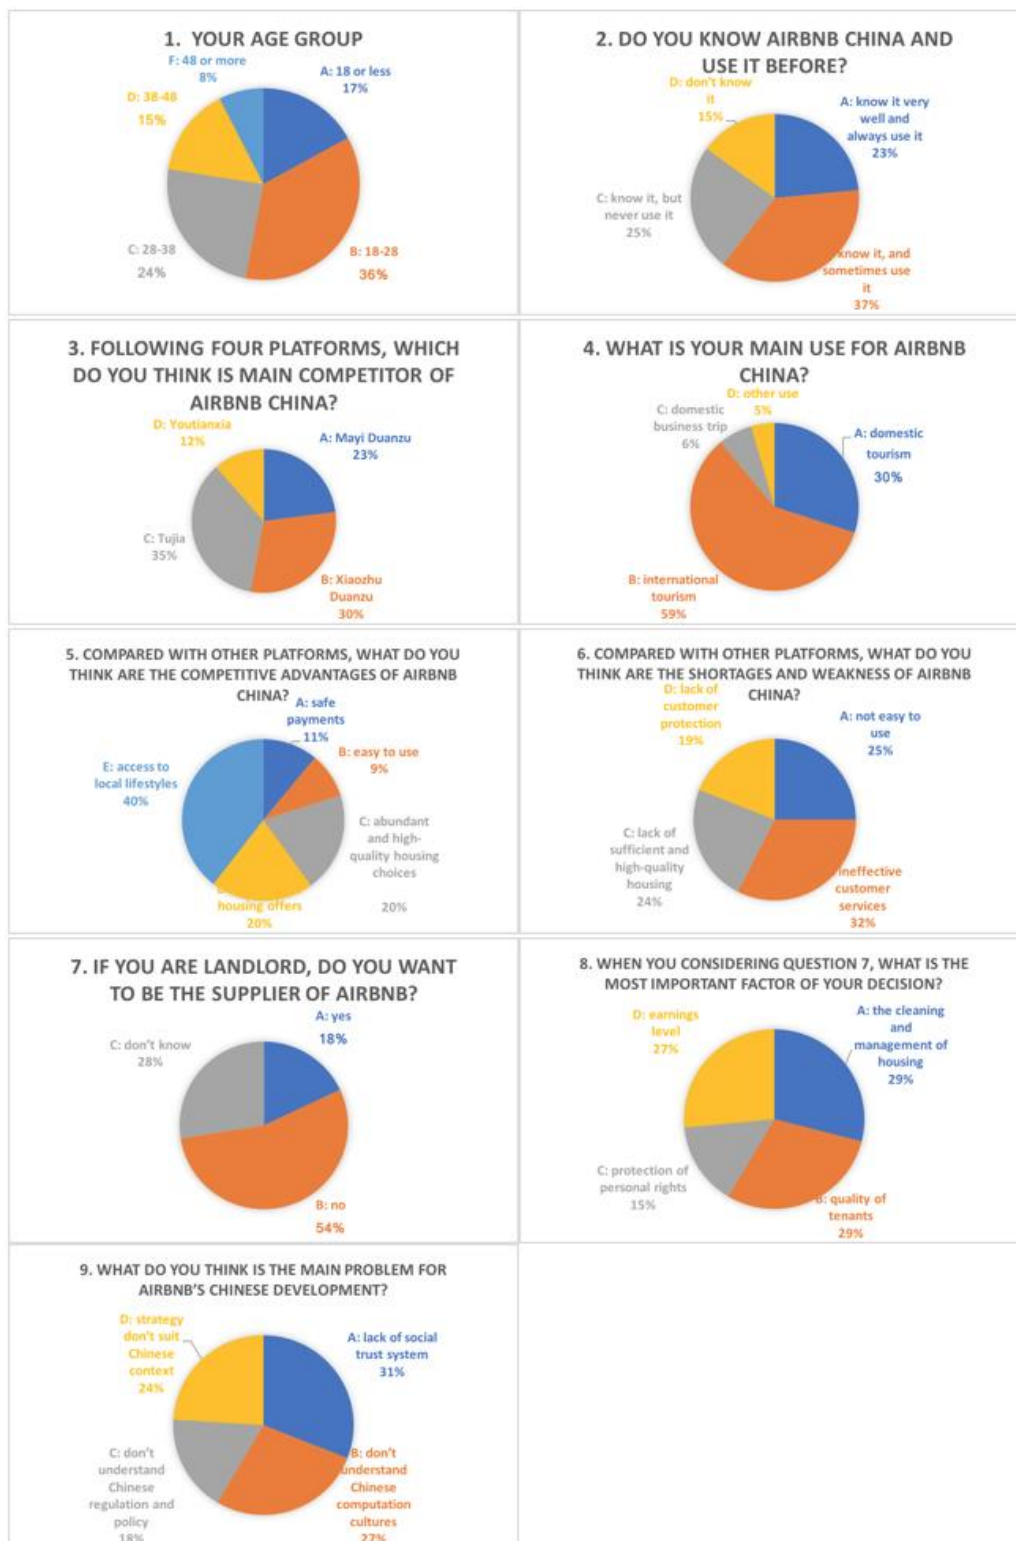 1. YOUR AGE GROUP
F: 48 or more
8%
A: 18 or less
17%
D: 38-48
15%
C: 28-38
24%
B: 18-28
36%
2. DO YOU KNOW AIRBNB CHINA AND
USE IT BEFORE?
D: don't know
it
15%
A: know it very
well and
always use it
23%
C: know it, but
never use it
25%
know it, and
sometimes use
it
37%
3. FOLLOWING FOUR PLATFORMS, WHICH
DO YOU THINK IS MAIN COMPETITOR OF
AIRBNB CHINA?
D: Youtianxia
12%
A: Mayi Duanzu
23%
C: Tujia
35%
B: Xiaozhu
Duanzu
30%
4. WHAT IS YOUR MAIN USE FOR AIRBNB
CHINA?
D: other use
5%
C: domestic
business trip
6%
A: domestic
tourism
30%
B: international
tourism
59%
5. COMPARED WITH OTHER PLATFORMS, WHAT DO YOU
THINK ARE THE COMPETITIVE ADVANTAGES OF AIRBNB
CHINA?
A: safe
payments
11%
B: easy to use
9%
E: access to
local lifestyles
40%
C: abundant
and high-
quality housing
choices
20%
housing offers
20%
6. COMPARED WITH OTHER PLATFORMS, WHAT DO YOU
THINK ARE THE SHORTAGES AND WEAKNESS OF AIRBNB
CHINA?
D: lack of
customer
protection
19%
A: not easy to
use
25%
C: lack of
sufficient and
high-quality
housing
24%
ineffective
customer
services
32%
7. IF YOU ARE LANDLORD, DO YOU WANT
TO BE THE SUPPLIER OF AIRBNB?
A: yes
18%
C: don't know
28%
B: no
54%
8. WHEN YOU CONSIDERING QUESTION 7, WHAT IS THE
MOST IMPORTANT FACTOR OF YOUR DECISION?
D: earnings
level
27%
A: the cleaning
and
management of
housing
29%
C: protection of
personal rights
15%
B: quality of
tenants
29%
9. WHAT DO YOU THINK IS THE MAIN PROBLEM FOR
AIRBNB'S CHINESE DEVELOPMENT?
D: strategy
don't suit
Chinese
context
24%
A: lack of social
trust system
31%
C: don't
understand
Chinese
regulation and
policy
18%
B: don't
understand
Chinese
computation
cultures
27%